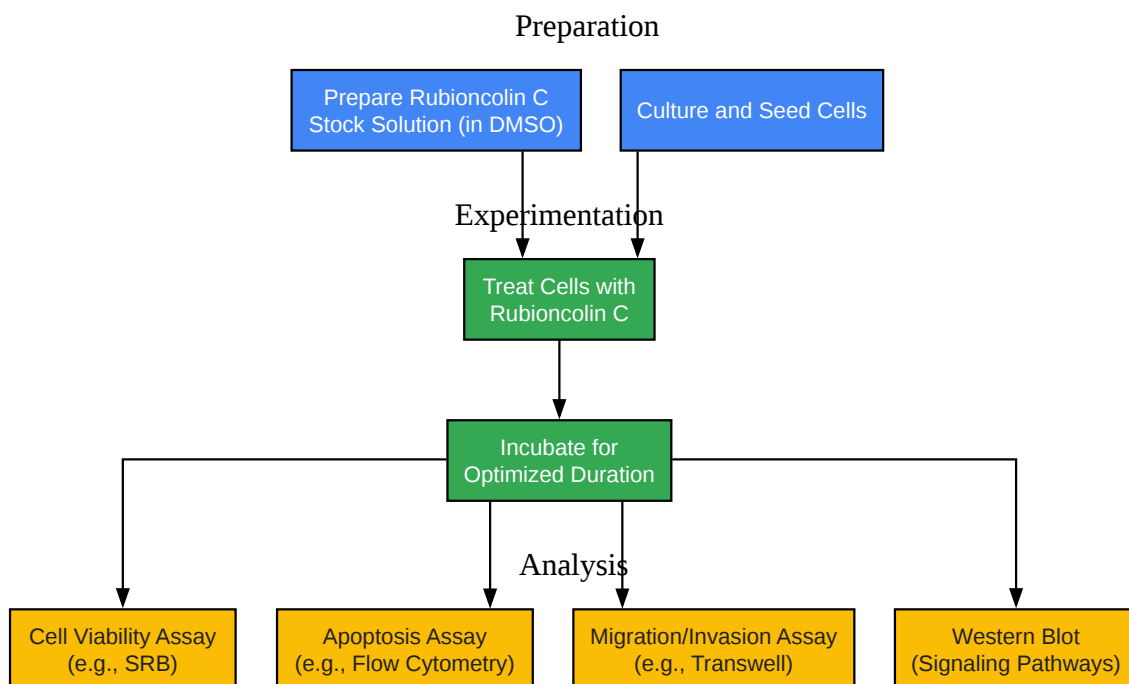 Preparation
Prepare Rubioncolin C
Stock Solution (in DMSO)
Culture and Seed Cells
Experimentation
Treat Cells with
Rubioncolin C
Incubate for
Optimized Duration
Analysis
Cell Viability Assay
(e.g., SRB)
Apoptosis Assay
(e.g., Flow Cytometry)
Migration/Invasion Assay
(e.g., Transwell)
Western Blot
(Signaling Pathways)